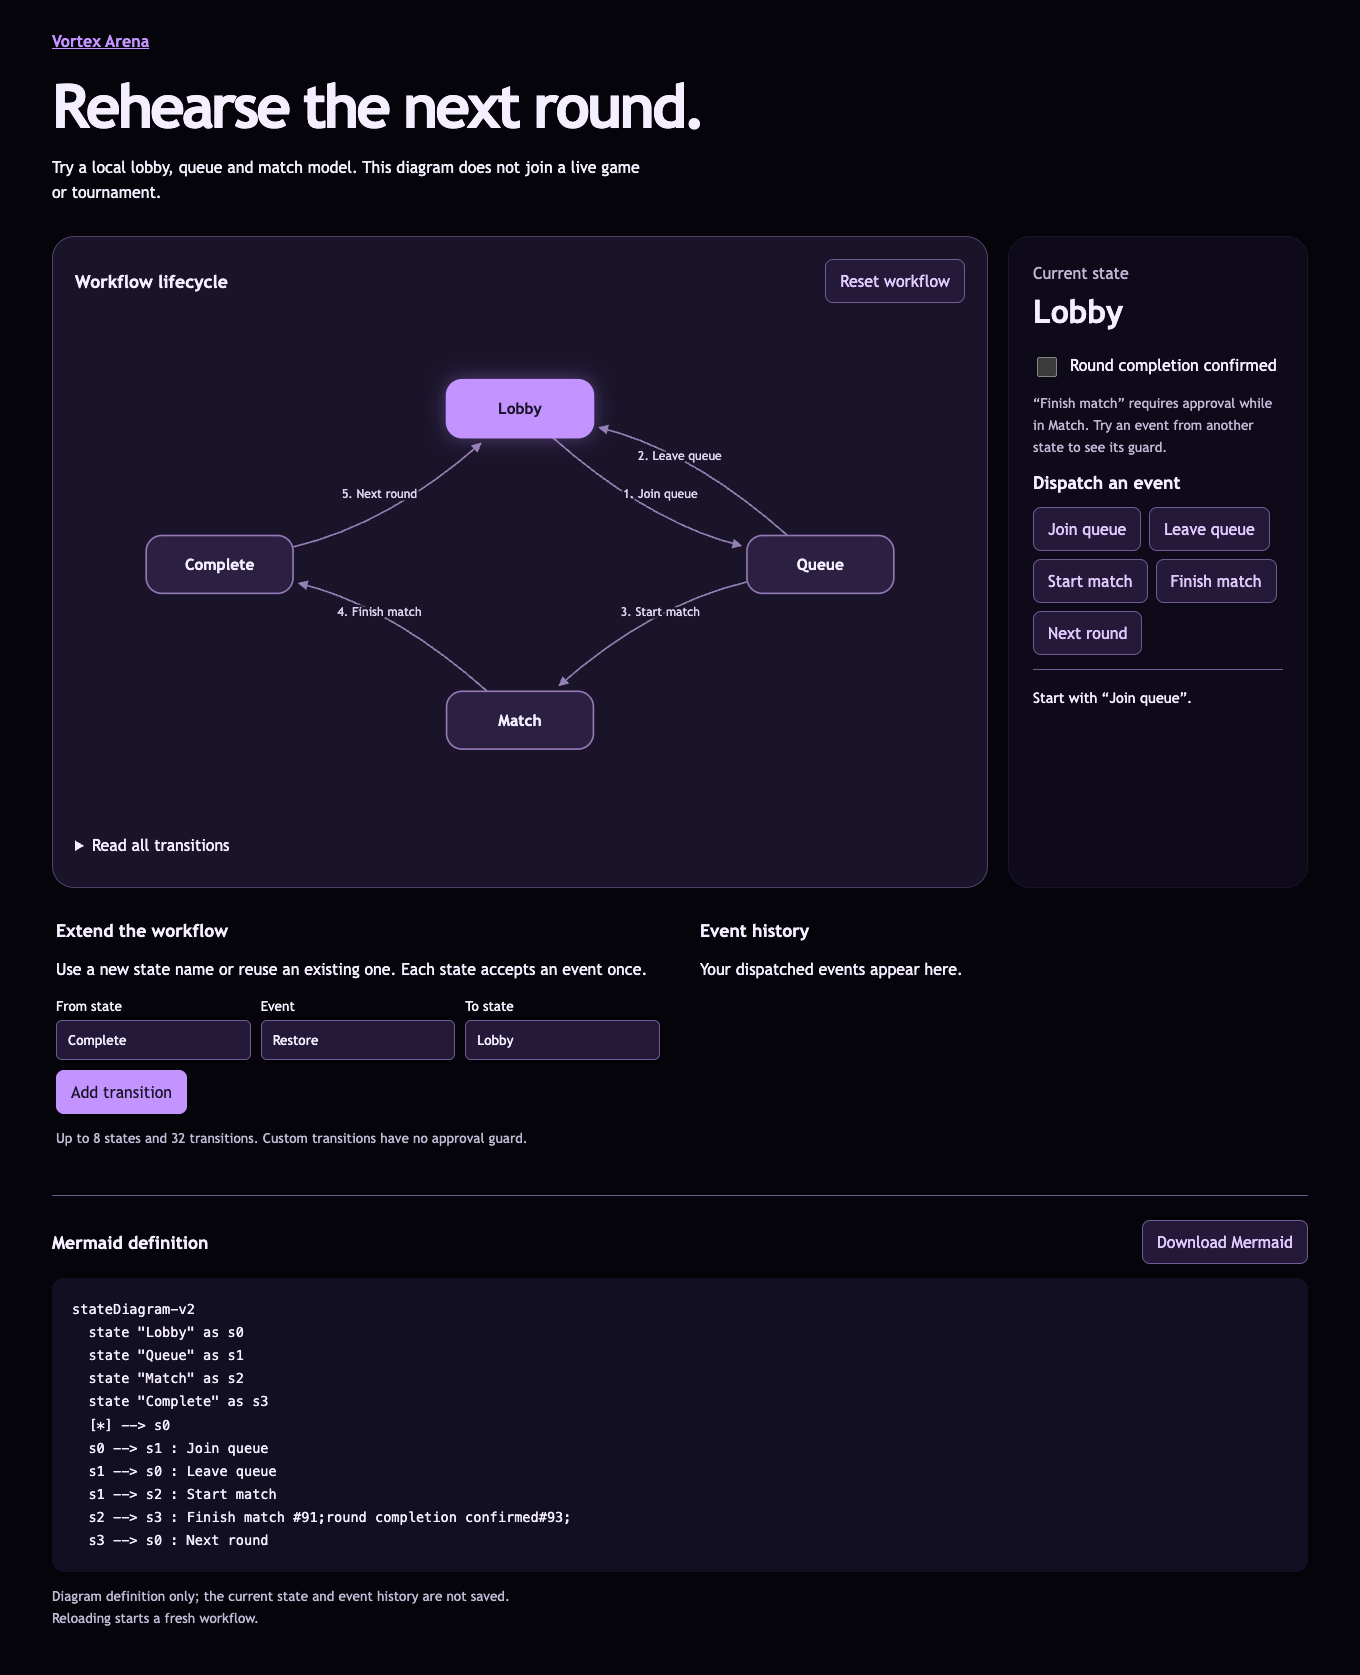 Vortex Arena
Rehearse the next round.
Try a local lobby, queue and match model. This diagram does not join a live game
or tournament.
Workflow lifecycle
Reset workflow
Lobby
2. Leave queue
5. Next round
1. Join queue
Complete
Queue
4. Finish match
3. Start match
Match
Read all transitions
Current state
Lobby
Round completion confirmed
“Finish match” requires approval while
in Match. Try an event from another
state to see its guard.
Dispatch an event
Join queue
Leave queue
Start match
Finish match
Next round
Start with “Join queue”.
Extend the workflow
Use a new state name or reuse an existing one. Each state accepts an event once.
From state
Event
To state
Complete
Restore
Lobby
Add transition
Up to 8 states and 32 transitions. Custom transitions have no approval guard.
Event history
Your dispatched events appear here.
Mermaid definition
Download Mermaid
stateDiagram-v2
state "Lobby" as s0
state "Queue" as s1
state "Match" as s2
state "Complete" as s3
[*] --> s0
s0 --> s1 : Join queue
s1 --> s0 : Leave queue
s1 --> s2 : Start match
s2 --> s3 : Finish match #91;round completion confirmed#93;
s3 --> s0 : Next round
Diagram definition only; the current state and event history are not saved.
Reloading starts a fresh workflow.